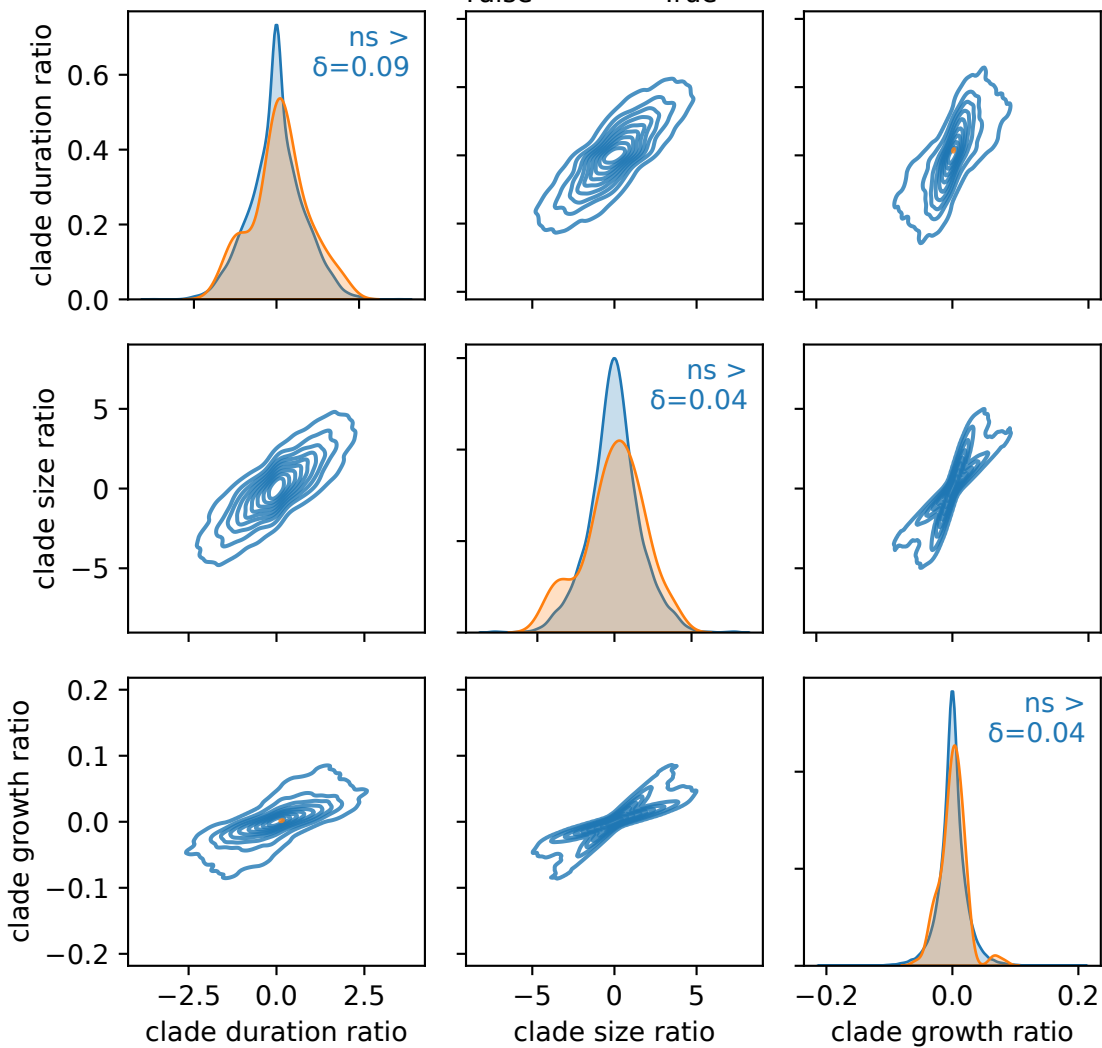 False True
clade duration ratio
0.6
0.4
0.2
0.0
ns >
δ=0.09
clade size ratio
5
0
−5
ns >
δ=0.04
clade growth ratio
0.2
0.1
0.0
−0.1
−0.2
ns >
δ=0.04
−2.5 0.0 2.5
−5 0 5
−0.2 0.0 0.2
clade duration ratio
clade size ratio
clade growth ratio